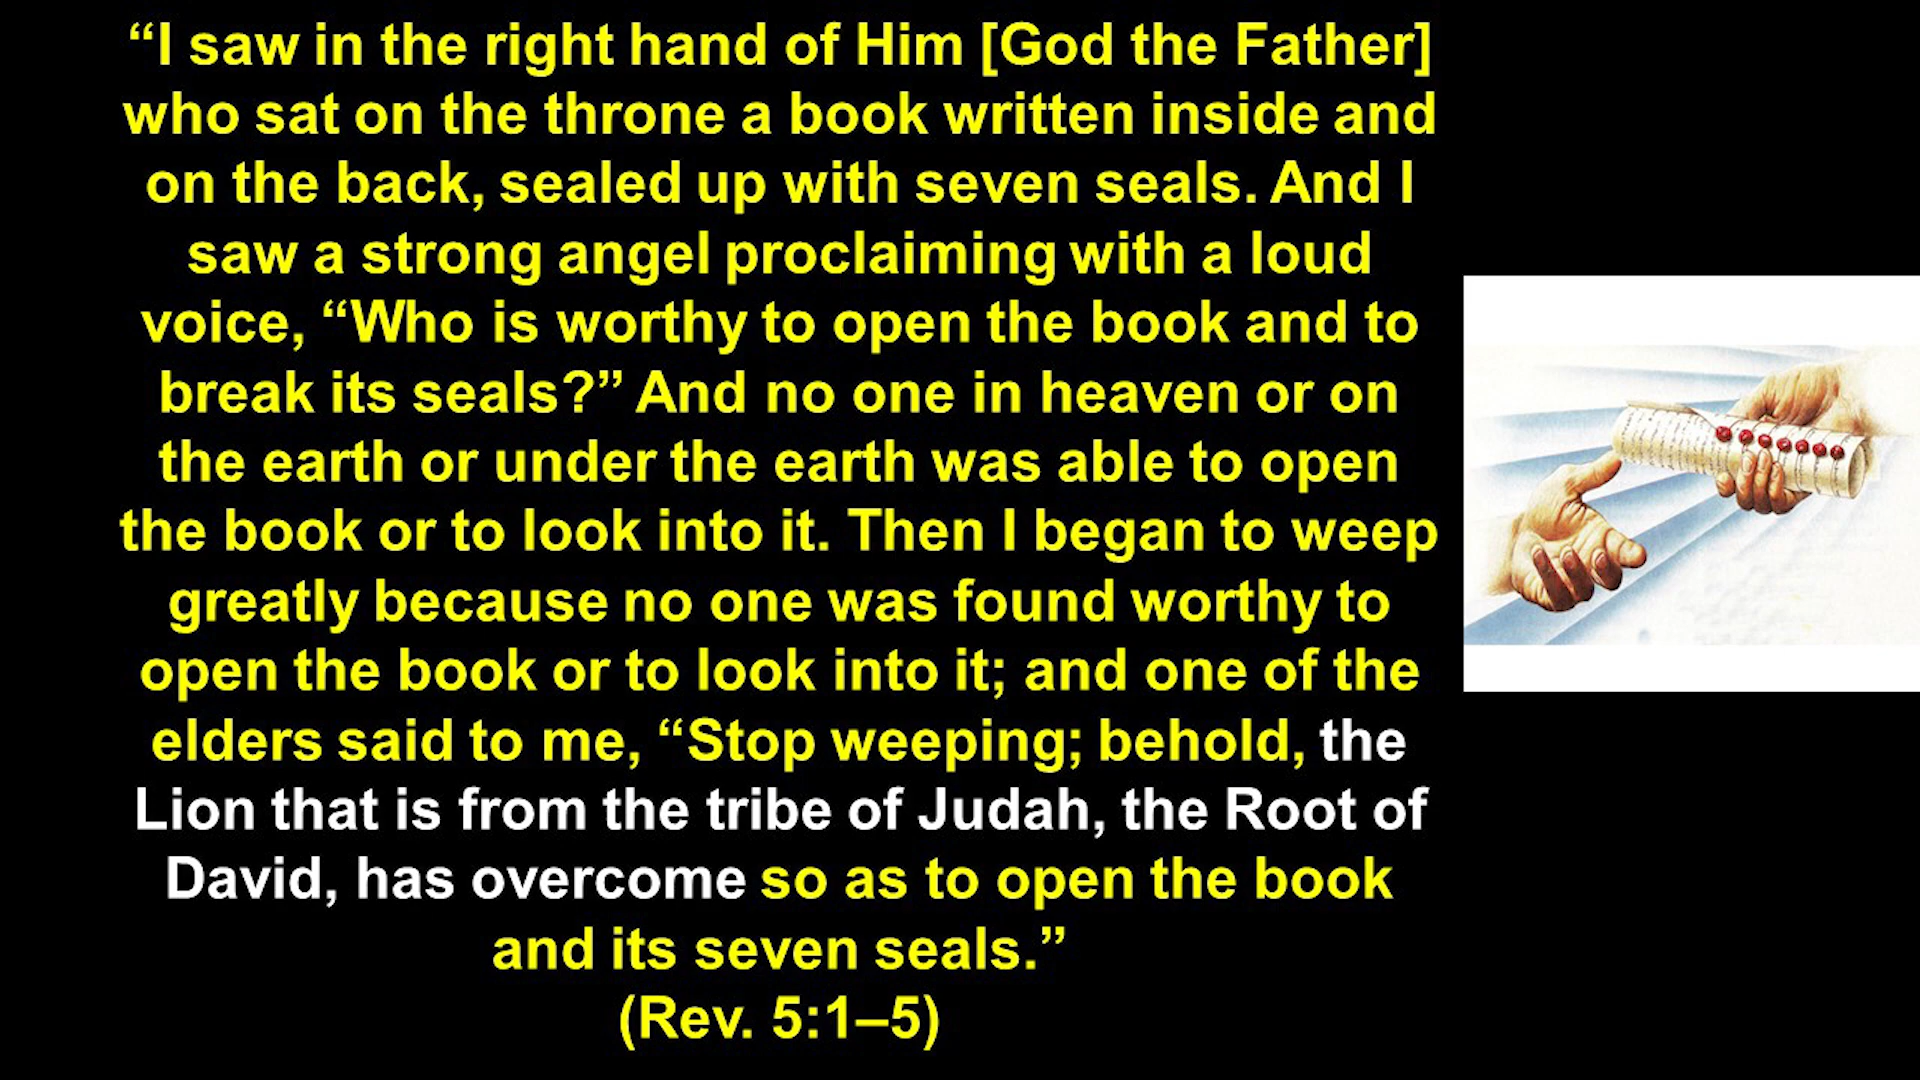 “I saw in the right hand of Him [God the Father]
who sat on the throne a book written inside and
on the back, sealed up with seven seals. And I
saw a strong angel proclaiming with a loud
voice, “Who is worthy to open the book and to
break its seals?” And no one in heaven or on
the earth or under the earth was able to open
the book or to look into it. Then I began to weep
greatly because no one was found worthy to
open the book or to look into it; and one of the
elders said to me, “Stop weeping; behold, the
Lion that is from the tribe of Judah, the Root of
David, has overcome so as to open the book
and its seven seals.”
(Rev. 5:1–5)